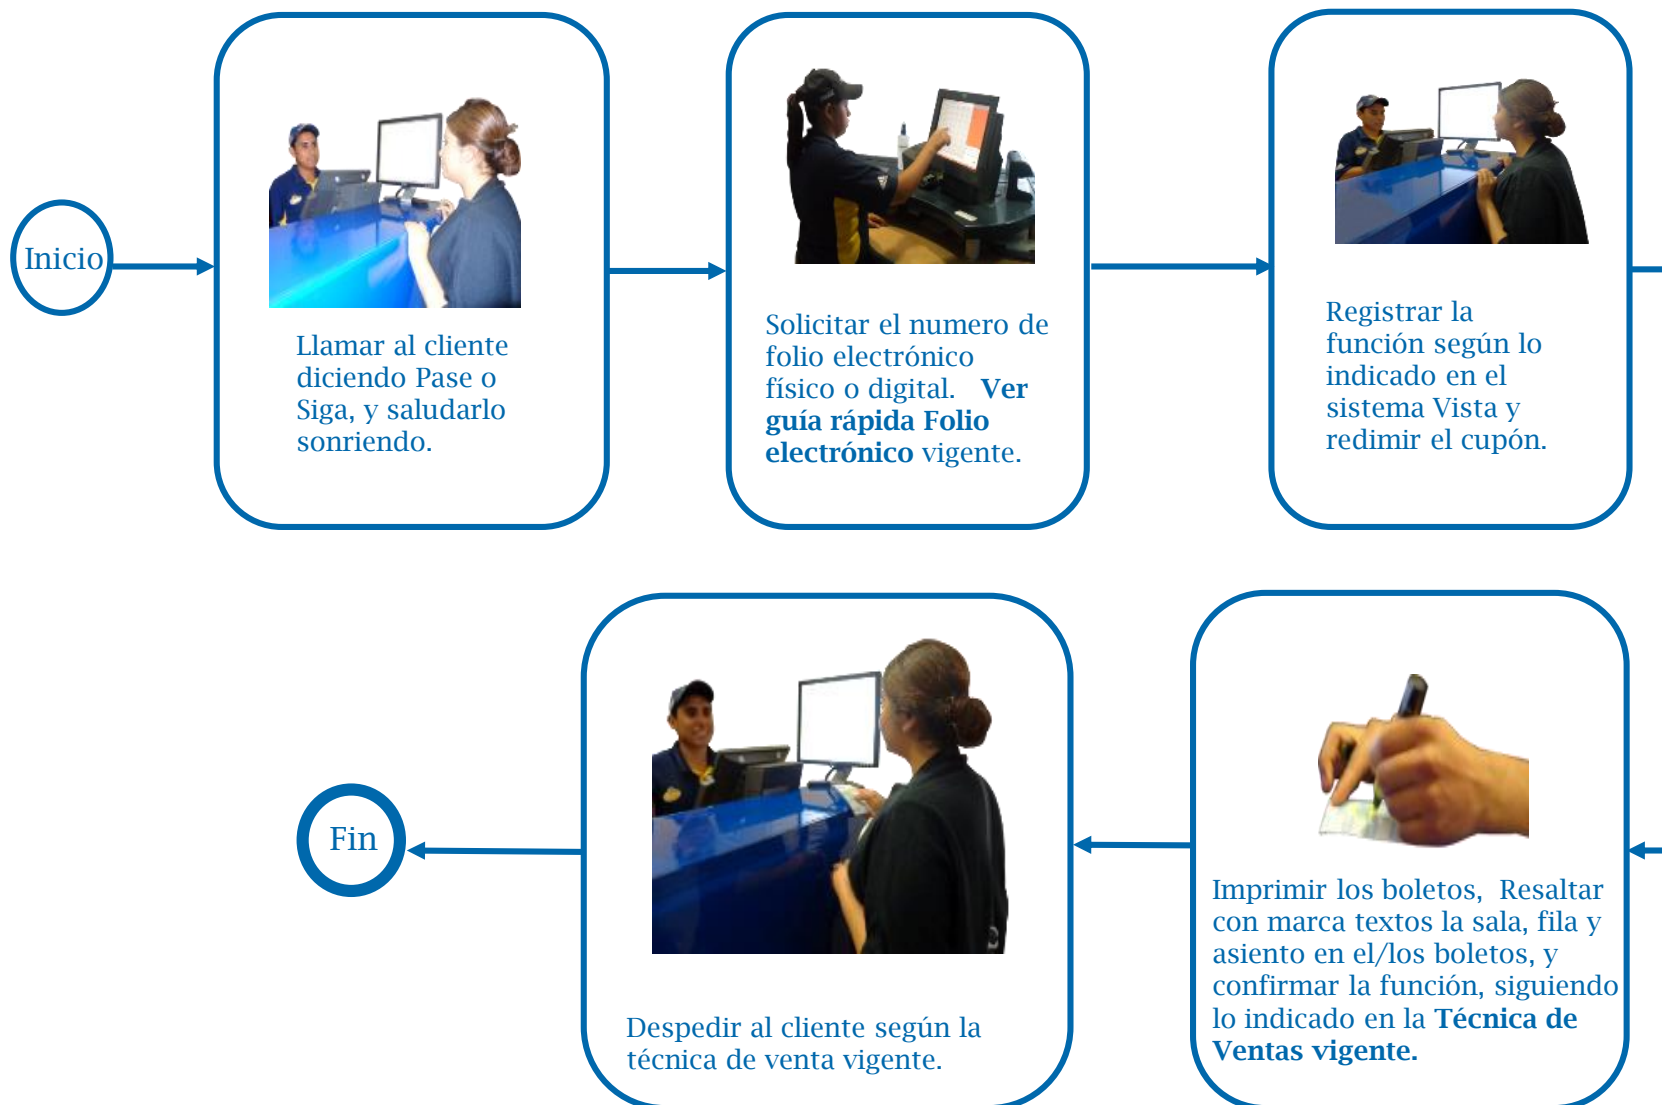 Inicio
Llamar al cliente
diciendo Pase o
Siga, y saludarlo
sonriendo.
Solicitar el numero de
folio electrónico
físico o digital. Ver
guía rápida Folio
electrónico vigente.
Registrar la
función según lo
indicado en el
sistema Vista y
redimir el cupón.
Imprimir los boletos, Resaltar
con marca textos la sala, fila y
asiento en el/los boletos, y
confirmar la función, siguiendo
lo indicado en la Técnica de
Ventas vigente.
Despedir al cliente según la
técnica de venta vigente.
Fin